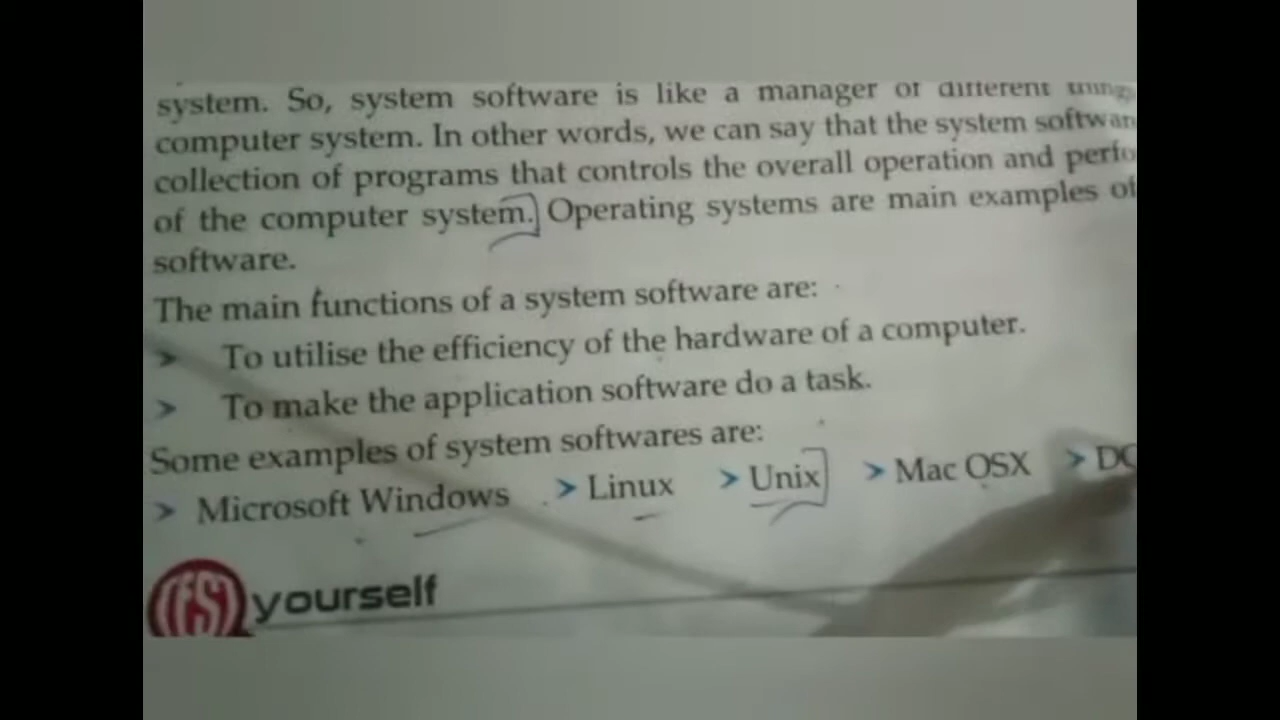 system. So, system software is like a manager of different
computer system. In other words, we can say that the system
collection of programs that controls the overall operation and
of the computer system. Operating systems are main examples of
software.
The main functions of a system software are:
> To utilise the efficiency of the hardware of a computer.
> To make the application software do a task.
Some examples of system softwares are:
> Microsoft Windows > Linux > Unix > Mac OSX >
yourself